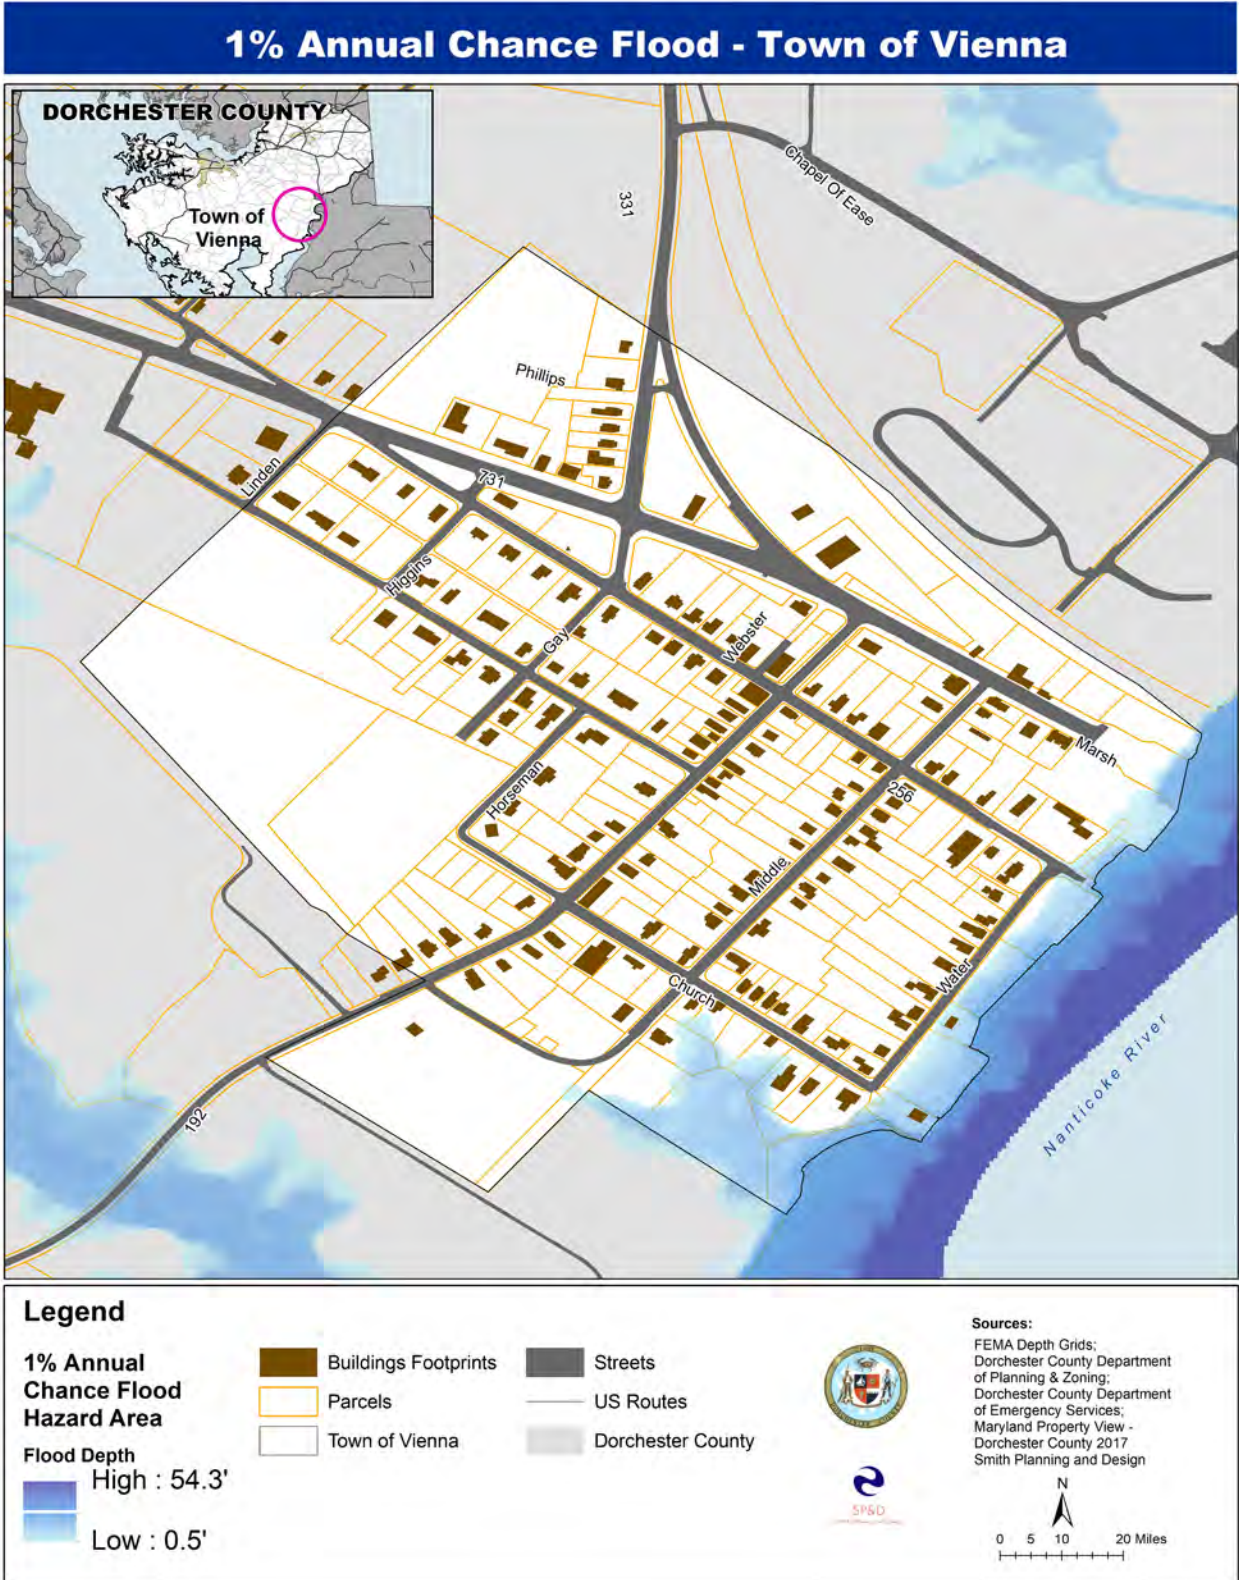 1% Annual Chance Flood - Town of Vienna
DORCHESTER COUNTY
Town of
Vienna
331
Chapel Of Ease
Phillips
Linden
731
Higgins
Gay
Webster
Marsh
Horseman
256
Middle
Water
Church
192
Nanticoke River
Legend
1% Annual
Chance Flood
Hazard Area
Flood Depth
High : 54.3'
Low : 0.5'
Buildings Footprints
Parcels
Town of Vienna
Streets
US Routes
Dorchester County
SP&D
Sources:
FEMA Depth Grids;
Dorchester County Department
of Planning & Zoning;
Dorchester County Department
of Emergency Services;
Maryland Property View -
Dorchester County 2017
Smith Planning and Design
N
0 5 10 20 Miles